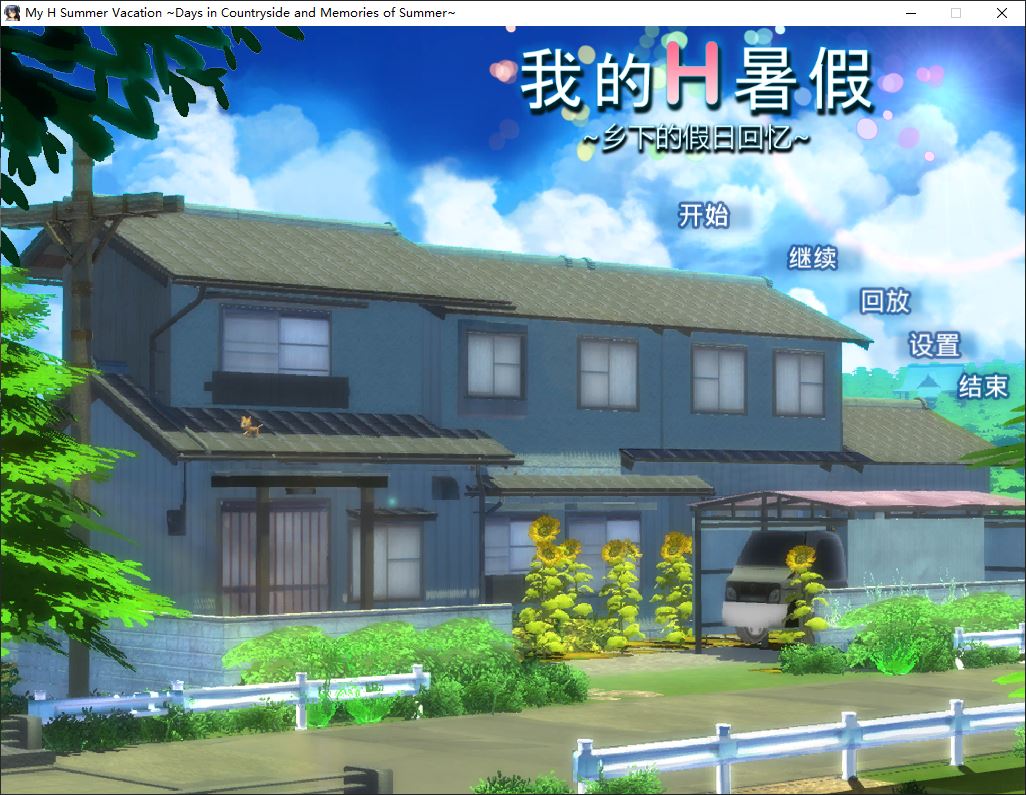 My H Summer Vacation ~Days in Countryside and Memories of Summer~
我的H暑假
~乡下的假日回忆~
开始
继续
回放
设置
结束